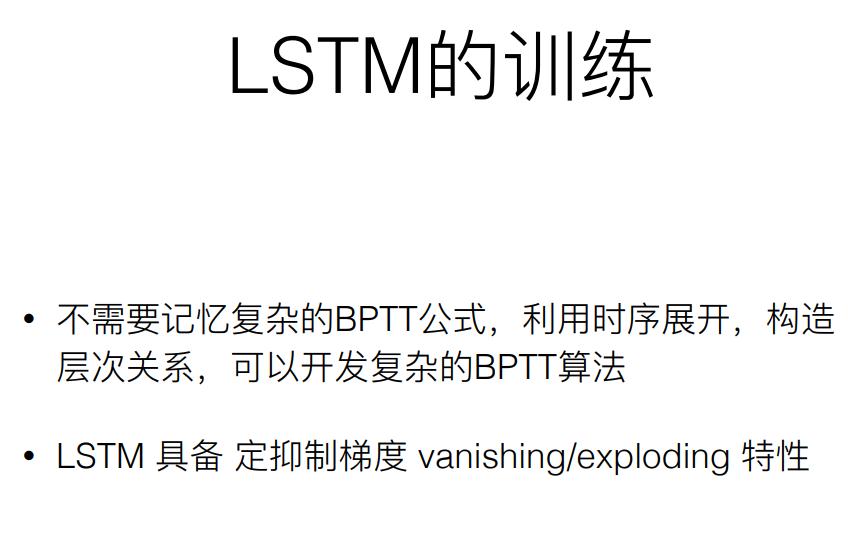 LSTM的训练
• 不需要记忆复杂的BPTT公式，利用时序展开，构造
层次关系，可以开发复杂的BPTT算法
• LSTM 具备 定抑制梯度 vanishing/exploding 特性